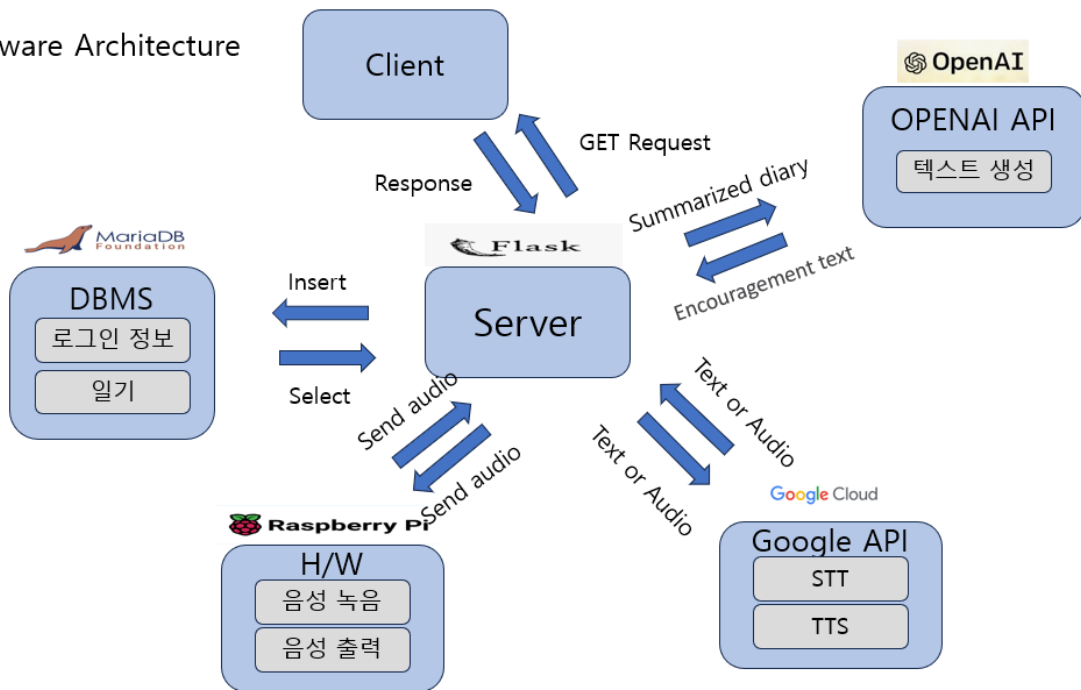 ware Architecture
Client
OpenAI
OPENAI API
텍스트 생성
GET Request
Response
Summarized diary
Encouragement text
MariaDB
Foundation
Flask
DBMS
로그인 정보
일기
Insert
Select
Server
Send audio
Send audio
Text or Audio
Text or Audio
Raspberry Pi
H/W
음성 녹음
음성 출력
Google Cloud
Google API
STT
TTS